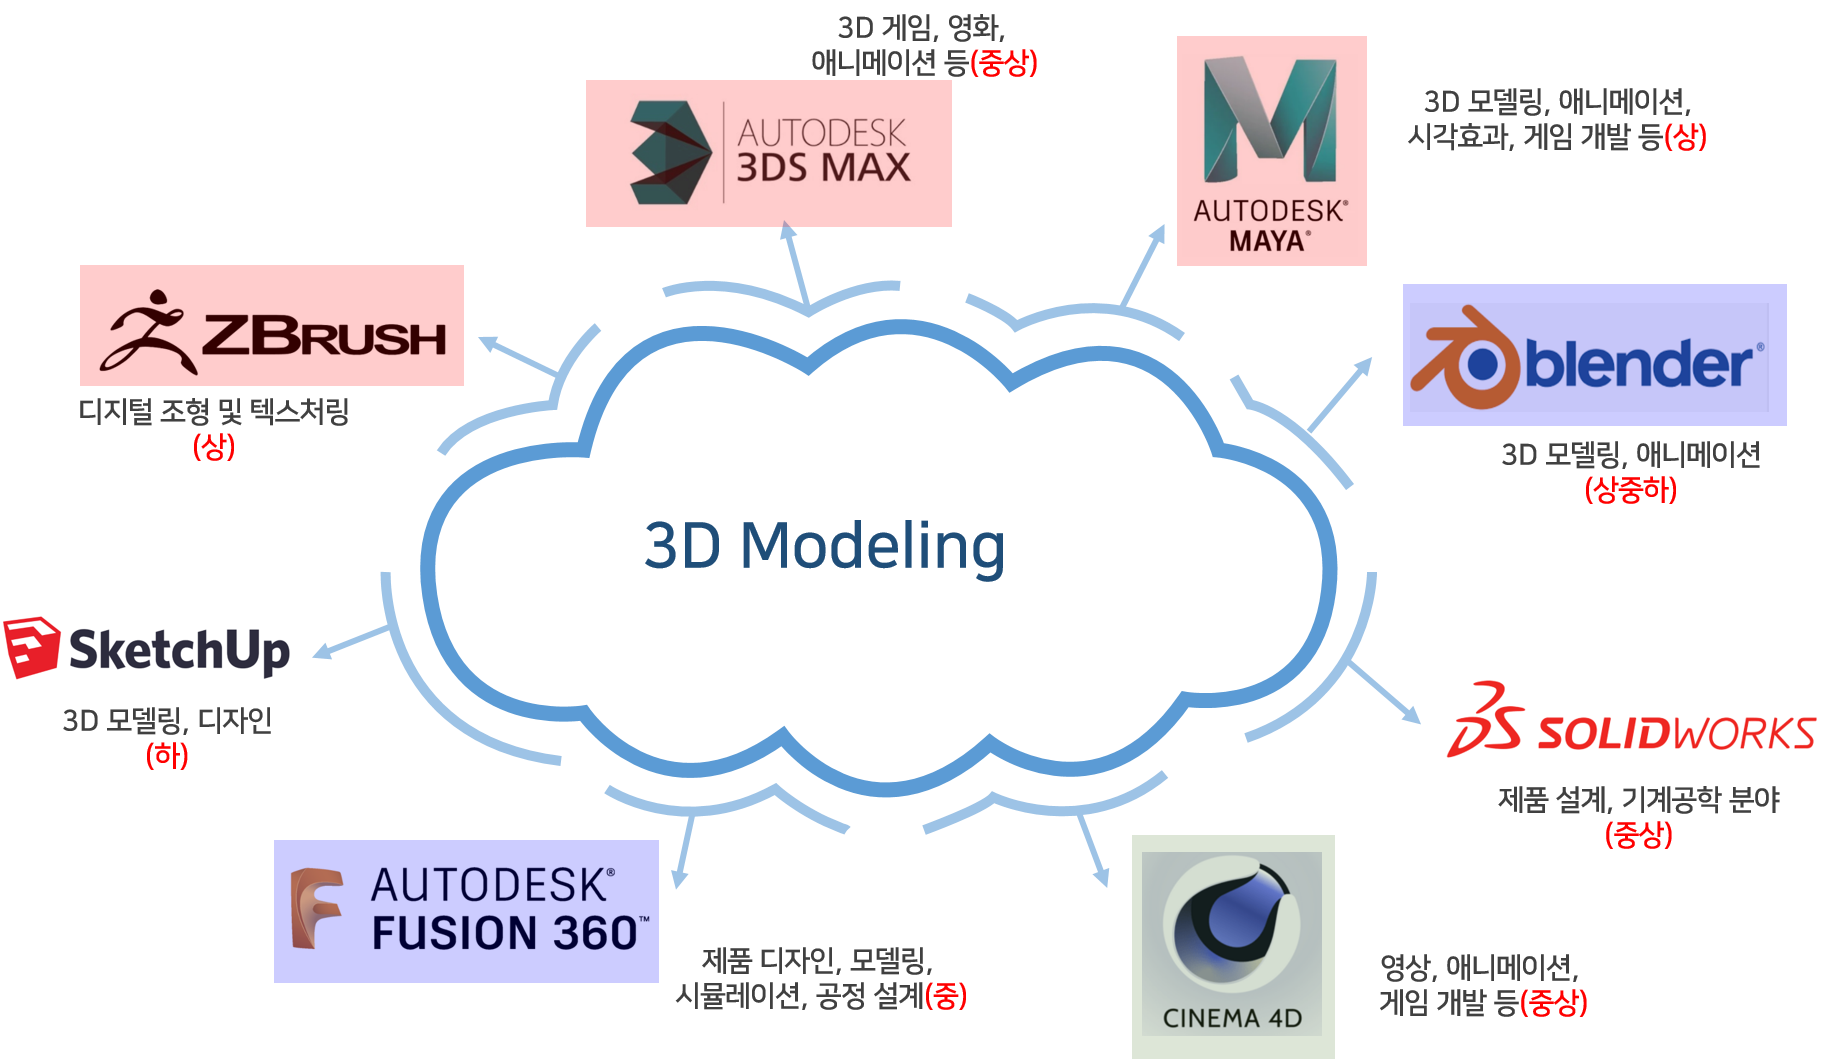 3D 게임, 영화,
애니메이션 등(중상)
AUTODESK
3DS MAX
AUTODESK®
MAYA®
3D 모델링, 애니메이션,
시각효과, 게임 개발 등(상)
ZBRUSH
디지털 조형 및 텍스처링
(상)
blender®
3D 모델링, 애니메이션
(상중하)
3D Modeling
SketchUp
3D 모델링, 디자인
(하)
SOLIDWORKS
제품 설계, 기계공학 분야
(중상)
AUTODESK®
FUSION 360™
제품 디자인, 모델링,
시뮬레이션, 공정 설계(중)
CINEMA 4D
영상, 애니메이션,
게임 개발 등(중상)